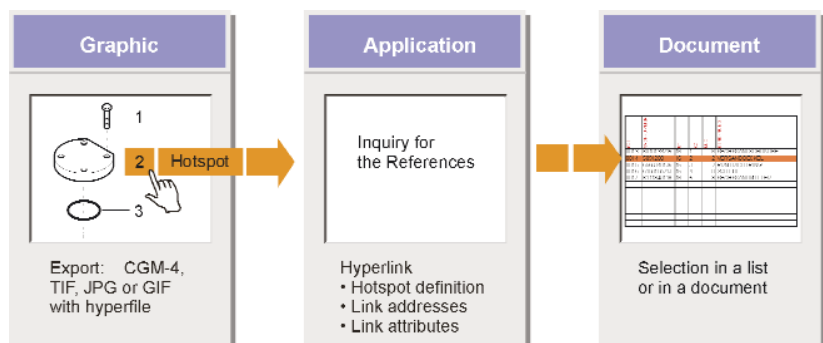 Graphic
1
2
Hotspot
3
Export: CGM-4,
TIF, JPG or GIF
with hyperfile
Application
Inquiry for
the References
Hyperlink
• Hotspot definition
• Link addresses
• Link attributes
Document
Selection in a list
or in a document